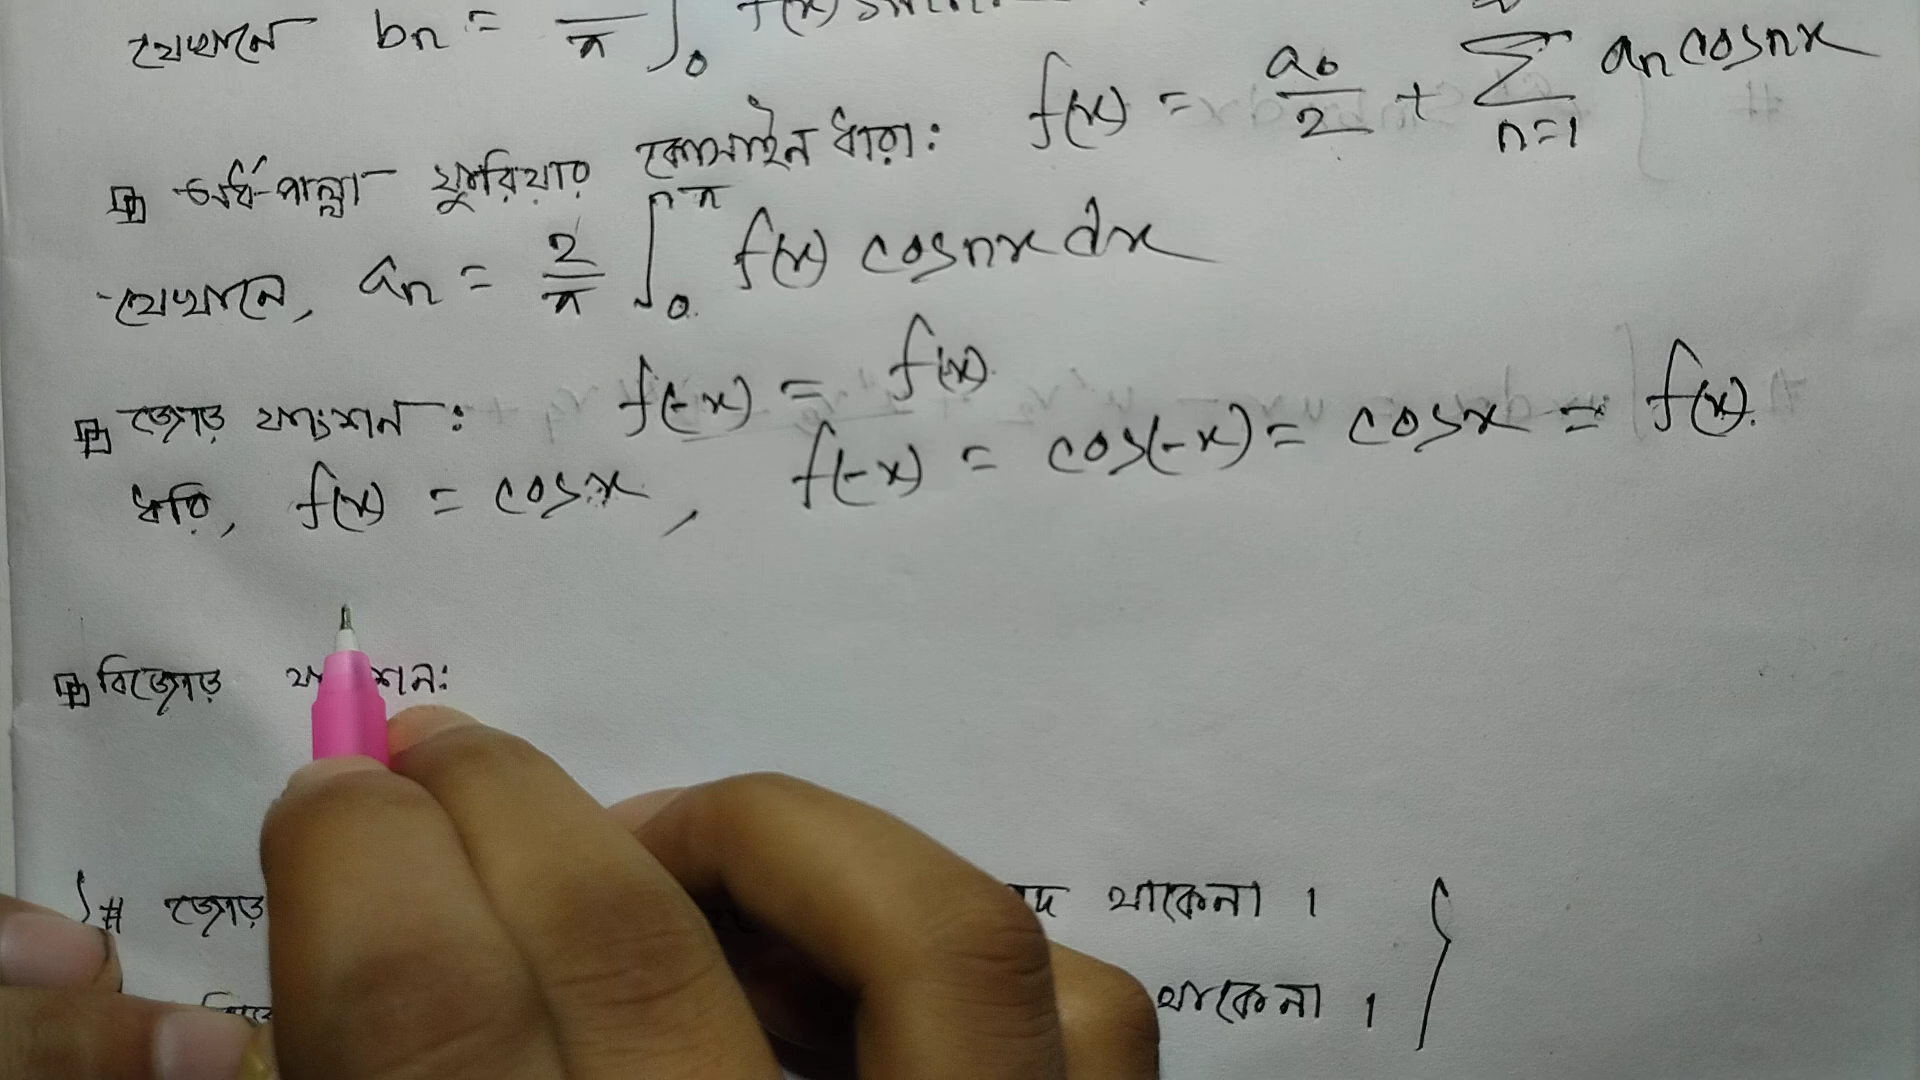 যেখানে bn = π ∫0 f(x)
অর্ধ-পাল্লা ফুরিয়ার কোসাইন ধারা: f(x) = a0/2 + ∑n=1 an cosnx
যেখানে, an = 2/π ∫0^π f(x) cosnx dx
জোড় ফাংশন: f(-x) = f(x)
ধরি, f(x) = cosx, f(-x) = cos(-x) = cosx = f(x).
বিজোড় শন:
# জোড় থাকেনা ।
থাকেনা ।